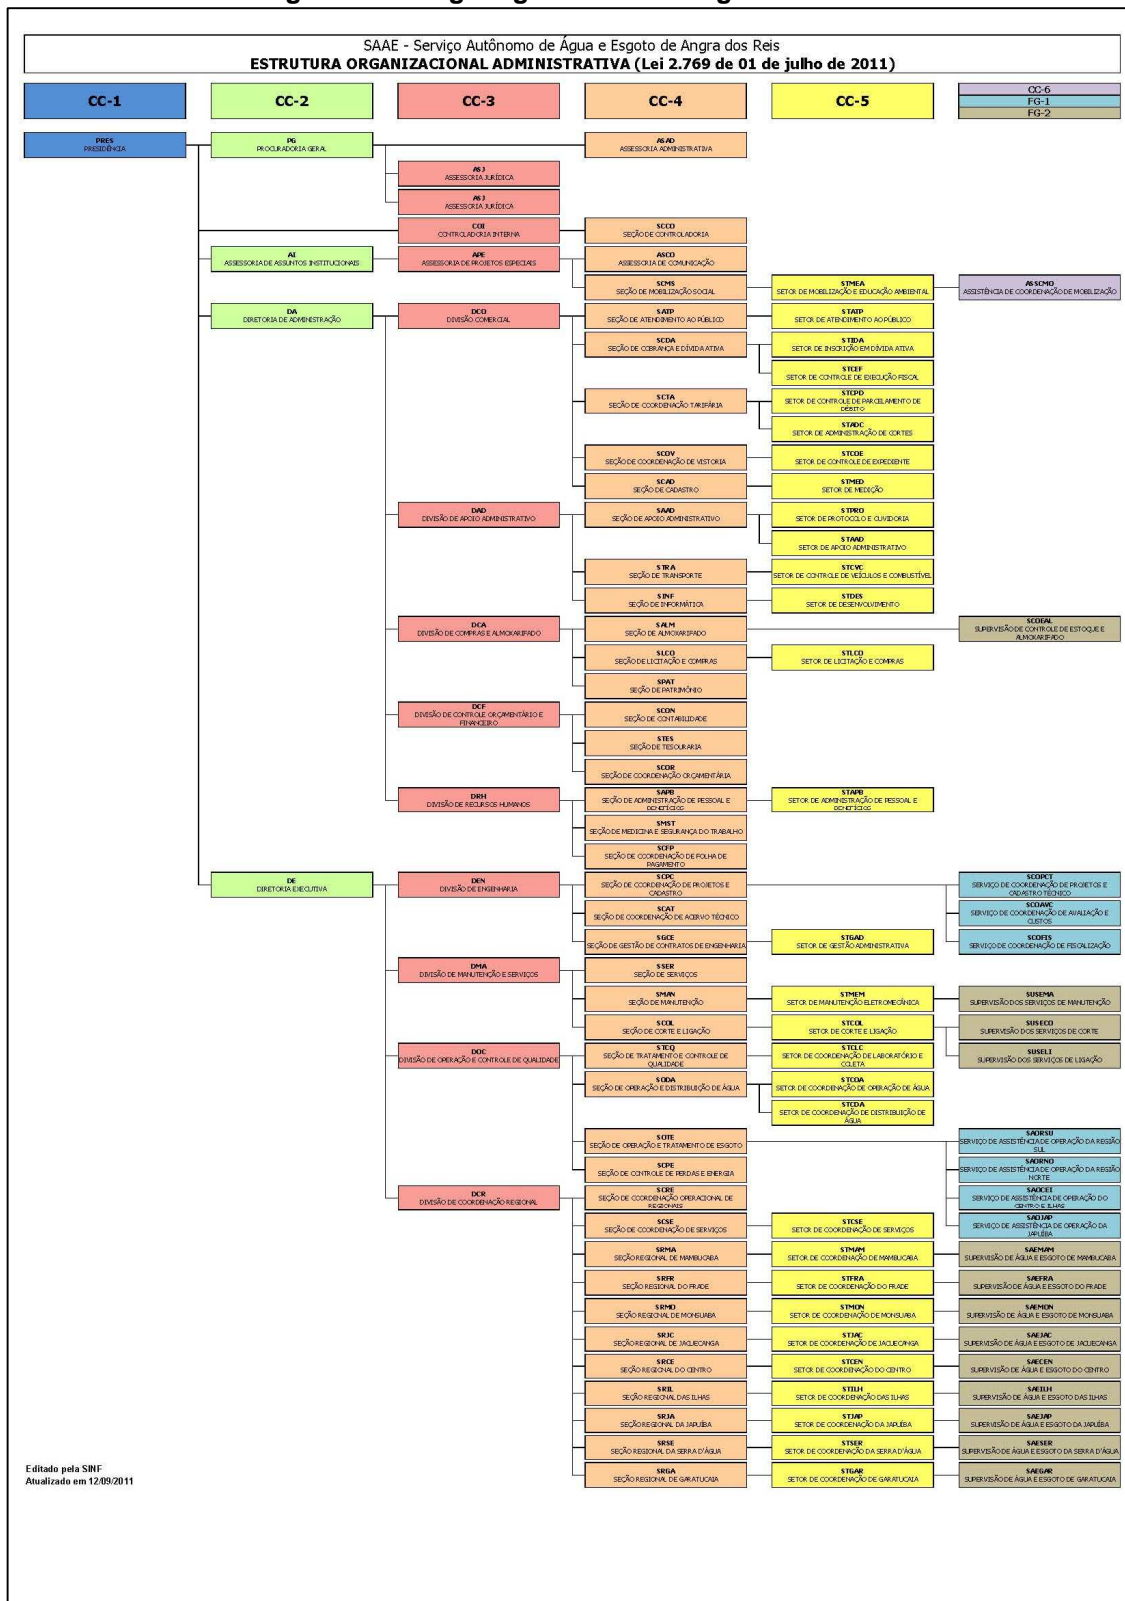 SAAE - Serviço Autônomo de Água e Esgoto de Angra dos Reis
ESTRUTURA ORGANIZACIONAL ADMINISTRATIVA (Lei 2.769 de 01 de julho de 2011)
CC-1
CC-2
CC-3
CC-4
CC-5
CC-6
FG-1
FG-2
PRES
PRESIDÊNCIA
PG
PROCURADORIA GERAL
ASAD
ASSESSORIA ADMINISTRATIVA
ASJ
ASSESSORIA JURÍDICA
ASJ
ASSESSORIA JURÍDICA
COI
CONTROLADORIA INTERNA
SCCO
SEÇÃO DE CONTROLADORIA
AI
ASSESSORIA DE ASSUNTOS INSTITUCIONAIS
APE
ASSESSORIA DE PROJETOS ESPECIAIS
ASCO
ASSESSORIA DE COMUNICAÇÃO
SCMS
SEÇÃO DE MOBILIZAÇÃO SOCIAL
STMEA
SETOR DE MOBILIZAÇÃO E EDUCAÇÃO AMBIENTAL
ASSCMO
ASSISTÊNCIA DE COORDENAÇÃO DE MOBILIZAÇÃO
DA
DIRETORIA DE ADMINISTRAÇÃO
DCO
DIVISÃO COMERCIAL
SATP
SEÇÃO DE ATENDIMENTO AO PÚBLICO
STATP
SETOR DE ATENDIMENTO AO PÚBLICO
SCDA
SEÇÃO DE COBRANÇA E DÍVIDA ATIVA
STIDA
SETOR DE INSCRIÇÃO EM DÍVIDA ATIVA
STCEF
SETOR DE CONTROLE DE EXECUÇÃO FISCAL
SCTA
SEÇÃO DE COORDENAÇÃO TARIFÁRIA
STCPD
SETOR DE CONTROLE DE PARCELAMENTO DE
DÉBITO
STADC
SETOR DE ADMINISTRAÇÃO DE CORTES
SCOV
SEÇÃO DE COORDENAÇÃO DE VISTORIA
STCOE
SETOR DE CONTROLE DE EXPEDIENTE
SCAD
SEÇÃO DE CADASTRO
STMED
SETOR DE MEDIÇÃO
DAD
DIVISÃO DE APOIO ADMINISTRATIVO
SAAD
SEÇÃO DE APOIO ADMINISTRATIVO
STPRO
SETOR DE PROTOCOLO E OUVIDORIA
STAAD
SETOR DE APOIO ADMINISTRATIVO
STRA
SEÇÃO DE TRANSPORTE
STCVC
SETOR DE CONTROLE DE VEÍCULOS E COMBUSTÍVEL
SINF
SEÇÃO DE INFORMÁTICA
STDES
SETOR DE DESENVOLVIMENTO
DCA
DIVISÃO DE COMPRAS E ALMOXARIFADO
SALM
SEÇÃO DE ALMOXARIFADO
SCOEAL
SUPERVISÃO DE CONTROLE DE ESTOQUE E
ALMOXARIFADO
SLCO
SEÇÃO DE LICITAÇÃO E COMPRAS
STLCO
SETOR DE LICITAÇÃO E COMPRAS
SPAT
SEÇÃO DE PATRIMÔNIO
DCF
DIVISÃO DE CONTROLE ORÇAMENTÁRIO E
FINANCEIRO
SCON
SEÇÃO DE CONTABILIDADE
STES
SEÇÃO DE TESOURARIA
SCOR
SEÇÃO DE COORDENAÇÃO ORÇAMENTÁRIA
DRH
DIVISÃO DE RECURSOS HUMANOS
SAPB
SEÇÃO DE ADMINISTRAÇÃO DE PESSOAL E
BENEFÍCIOS
STAPB
SETOR DE ADMINISTRAÇÃO DE PESSOAL E
BENEFÍCIOS
SMST
SEÇÃO DE MEDICINA E SEGURANÇA DO TRABALHO
SCFP
SEÇÃO DE COORDENAÇÃO DE FOLHA DE
PAGAMENTO
DE
DIRETORIA EXECUTIVA
DEN
DIVISÃO DE ENGENHARIA
SCPC
SEÇÃO DE COORDENAÇÃO DE PROJETOS E
CADASTRO
SCOPCT
SERVIÇO DE COORDENAÇÃO DE PROJETOS E
CADASTRO TÉCNICO
SCAT
SEÇÃO DE COORDENAÇÃO DE ACERVO TÉCNICO
SCOAVC
SERVIÇO DE COORDENAÇÃO DE AVALIAÇÃO E
CUSTOS
SGCE
SEÇÃO DE GESTÃO DE CONTRATOS DE ENGENHARIA
STGAD
SETOR DE GESTÃO ADMINISTRATIVA
SCOFIS
SERVIÇO DE COORDENAÇÃO DE FISCALIZAÇÃO
DMA
DIVISÃO DE MANUTENÇÃO E SERVIÇOS
SSER
SEÇÃO DE SERVIÇOS
SMAN
SEÇÃO DE MANUTENÇÃO
STMEM
SETOR DE MANUTENÇÃO ELETROMECÂNICA
SUSEMA
SUPERVISÃO DOS SERVIÇOS DE MANUTENÇÃO
SCOL
SEÇÃO DE CORTE E LIGAÇÃO
STCOL
SETOR DE CORTE E LIGAÇÃO
SUSECO
SUPERVISÃO DOS SERVIÇOS DE CORTE
DOC
DIVISÃO DE OPERAÇÃO E CONTROLE DE QUALIDADE
STCQ
SEÇÃO DE TRATAMENTO E CONTROLE DE
QUALIDADE
STCLC
SETOR DE COORDENAÇÃO DE LABORATÓRIO E
COLETA
SUSELI
SUPERVISÃO DOS SERVIÇOS DE LIGAÇÃO
SODA
SEÇÃO DE OPERAÇÃO E DISTRIBUIÇÃO DE ÁGUA
STCOA
SETOR DE COORDENAÇÃO DE OPERAÇÃO DE ÁGUA
STCDA
SETOR DE COORDENAÇÃO DE DISTRIBUIÇÃO DE
ÁGUA
SOTE
SEÇÃO DE OPERAÇÃO E TRATAMENTO DE ESGOTO
SAORSU
SERVIÇO DE ASSISTÊNCIA DE OPERAÇÃO DA REGIÃO
SUL
SCPE
SEÇÃO DE CONTROLE DE PERDAS E ENERGIA
SAORNO
SERVIÇO DE ASSISTÊNCIA DE OPERAÇÃO DA REGIÃO
NORTE
DCR
DIVISÃO DE COORDENAÇÃO REGIONAL
SCRE
SEÇÃO DE COORDENAÇÃO OPERACIONAL DE
REGIONAIS
SAOCEI
SERVIÇO DE ASSISTÊNCIA DE OPERAÇÃO DO
CENTRO E ILHAS
SCSE
SEÇÃO DE COORDENAÇÃO DE SERVIÇOS
STCSE
SETOR DE COORDENAÇÃO DE SERVIÇOS
SAOJAP
SERVIÇO DE ASSISTÊNCIA DE OPERAÇÃO DA
JAPUÍBA
SRMA
SEÇÃO REGIONAL DE MAMBUCABA
STMAM
SETOR DE COORDENAÇÃO DE MAMBUCABA
SAEMAM
SUPERVISÃO DE ÁGUA E ESGOTO DE MAMBUCABA
SRFR
SEÇÃO REGIONAL DO FRADE
STFRA
SETOR DE COORDENAÇÃO DO FRADE
SAEFRA
SUPERVISÃO DE ÁGUA E ESGOTO DO FRADE
SRMO
SEÇÃO REGIONAL DE MONSUABA
STMON
SETOR DE COORDENAÇÃO DE MONSUABA
SAEMON
SUPERVISÃO DE ÁGUA E ESGOTO DE MONSUABA
SRJC
SEÇÃO REGIONAL DE JACUECANGA
STJAC
SETOR DE COORDENAÇÃO DE JACUECANGA
SAEJAC
SUPERVISÃO DE ÁGUA E ESGOTO DE JACUECANGA
SRCE
SEÇÃO REGIONAL DO CENTRO
STCEN
SETOR DE COORDENAÇÃO DO CENTRO
SAECEN
SUPERVISÃO DE ÁGUA E ESGOTO DO CENTRO
SRIL
SEÇÃO REGIONAL DAS ILHAS
STILH
SETOR DE COORDENAÇÃO DAS ILHAS
SAEILH
SUPERVISÃO DE ÁGUA E ESGOTO DAS ILHAS
SRJA
SEÇÃO REGIONAL DA JAPUÍBA
STJAP
SETOR DE COORDENAÇÃO DA JAPUÍBA
SAEJAP
SUPERVISÃO DE ÁGUA E ESGOTO DA JAPUÍBA
SRSE
SEÇÃO REGIONAL DA SERRA D'ÁGUA
STSER
SETOR DE COORDENAÇÃO DA SERRA D'ÁGUA
SAESER
SUPERVISÃO DE ÁGUA E ESGOTO DA SERRA D'ÁGUA
SRGA
SEÇÃO REGIONAL DE GARATUCAIA
STGAR
SETOR DE COORDENAÇÃO DE GARATUCAIA
SAEGAR
SUPERVISÃO DE ÁGUA E ESGOTO DE GARATUCAIA
Editado pela SINF
Atualizado em 12/09/2011